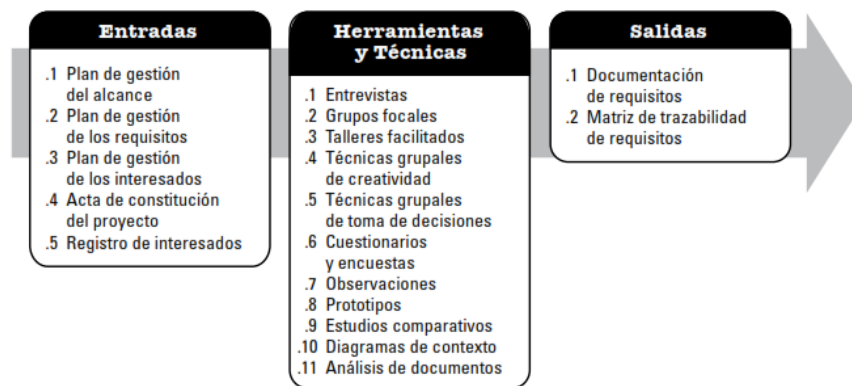 Entradas
.1 Plan de gestión
del alcance
.2 Plan de gestión
de los requisitos
.3 Plan de gestión
de los interesados
.4 Acta de constitución
del proyecto
.5 Registro de interesados
Herramientas
y Técnicas
.1 Entrevistas
.2 Grupos focales
.3 Talleres facilitados
.4 Técnicas grupales
de creatividad
.5 Técnicas grupales
de toma de decisiones
.6 Cuestionarios
y encuestas
.7 Observaciones
.8 Prototipos
.9 Estudios comparativos
.10 Diagramas de contexto
.11 Análisis de documentos
Salidas
.1 Documentación
de requisitos
.2 Matriz de trazabilidad
de requisitos